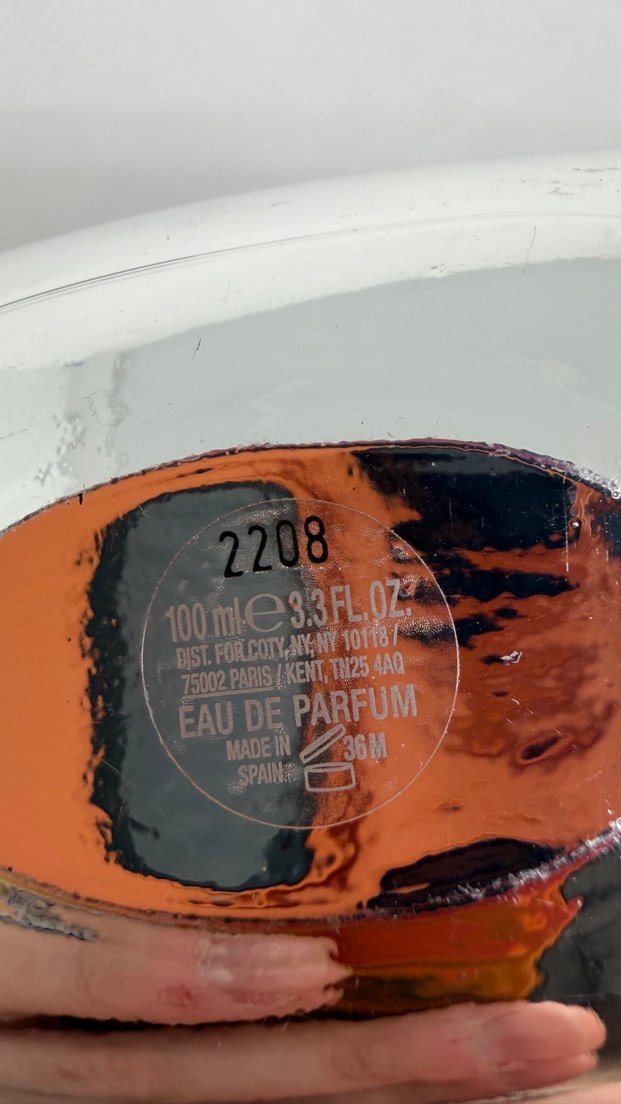 2208
100 ml e 3.3 FL. OZ.
DIST. FOR COTY, NY, NY 10118 /
75002 PARIS / KENT, TN25 4AQ
EAU DE PARFUM
MADE IN 36M
SPAIN